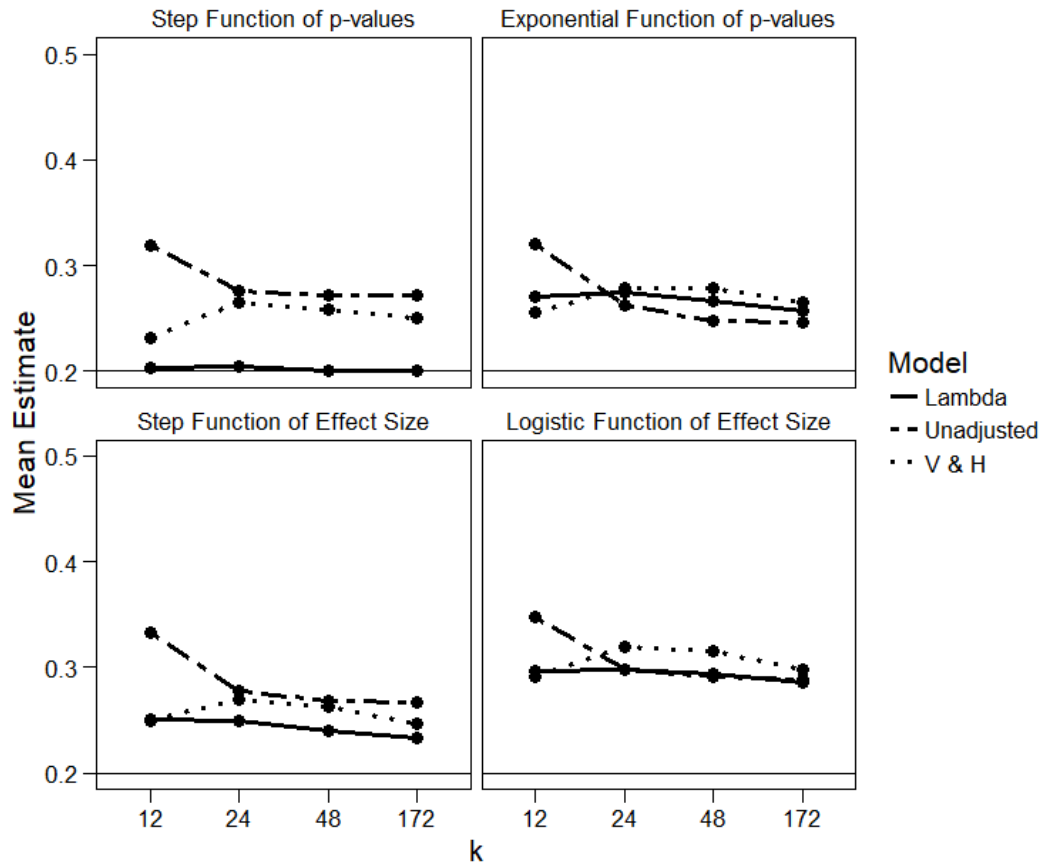 Step Function of p-values
Exponential Function of p-values
0.5
0.4
0.3
0.2
Step Function of Effect Size
Logistic Function of Effect Size
0.5
0.4
0.3
0.2
Mean Estimate
12 24 48 172
12 24 48 172
k
Model
Lambda
Unadjusted
V & H